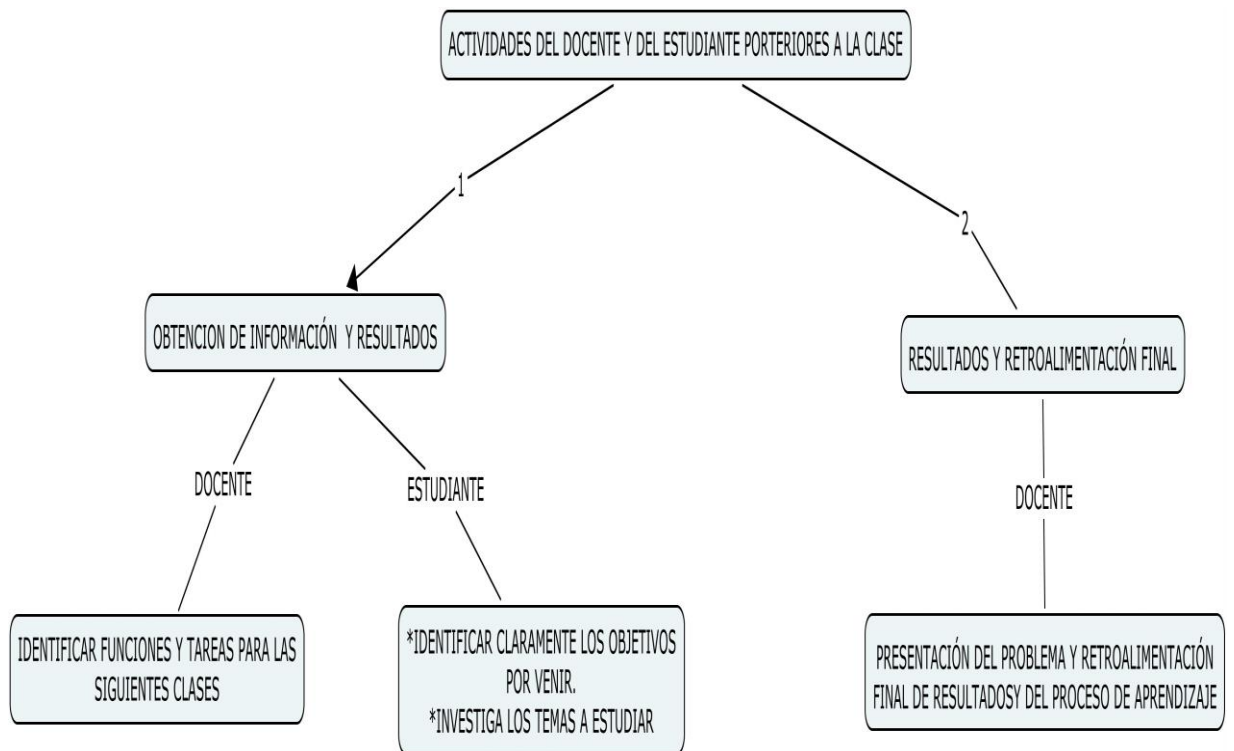 ACTIVIDADES DEL DOCENTE Y DEL ESTUDIANTE PORTERIORES A LA CLASE
1
2
OBTENCION DE INFORMACIÓN Y RESULTADOS
RESULTADOS Y RETROALIMENTACIÓN FINAL
DOCENTE
ESTUDIANTE
DOCENTE
IDENTIFICAR FUNCIONES Y TAREAS PARA LAS
SIGUIENTES CLASES
*IDENTIFICAR CLARAMENTE LOS OBJETIVOS
POR VENIR.
*INVESTIGA LOS TEMAS A ESTUDIAR
PRESENTACIÓN DEL PROBLEMA Y RETROALIMENTACIÓN
FINAL DE RESULTADOSY DEL PROCESO DE APRENDIZAJE